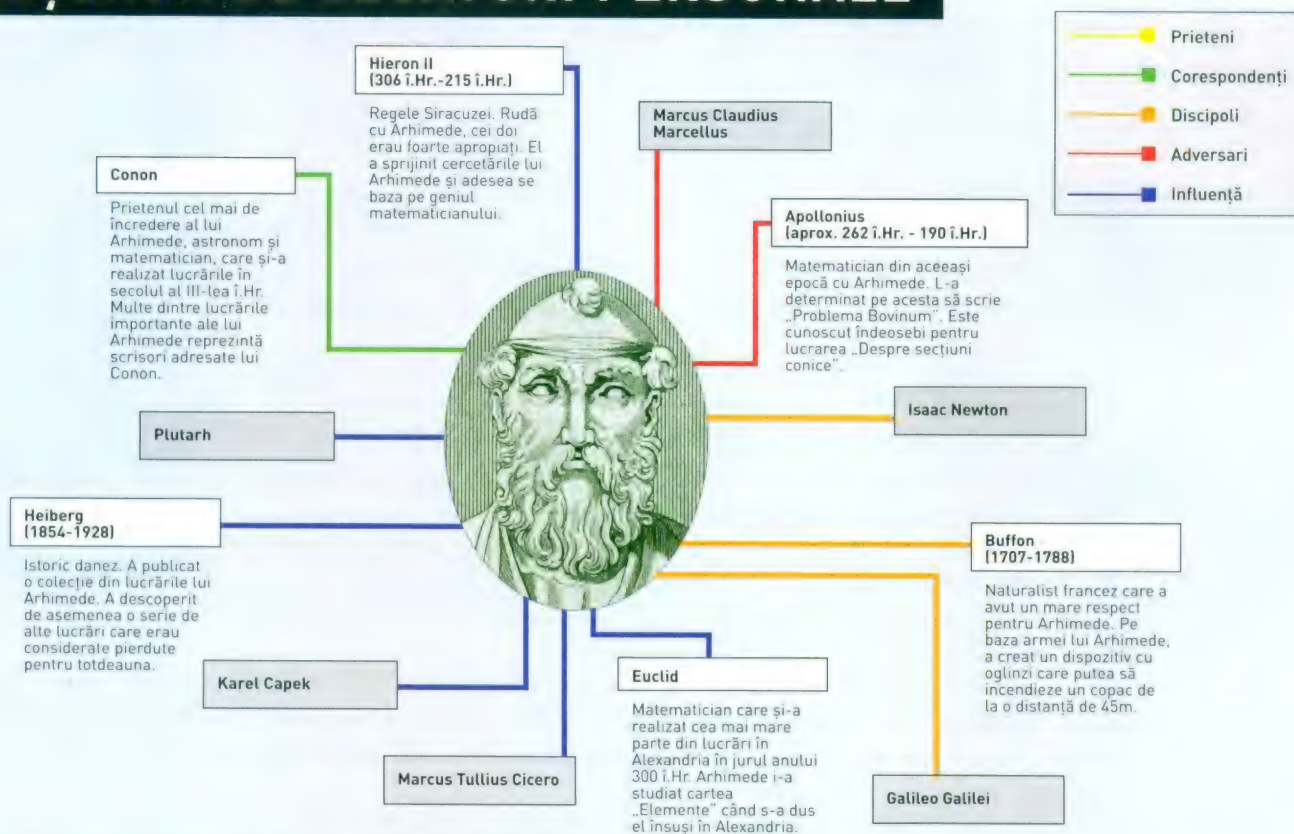 Prieteni
Corespondenți
Discipoli
Adversari
Influență
Hieron II
(306 î.Hr.-215 î.Hr.)
Regele Siracuzei. Rudă
cu Arhimede, cei doi
erau foarte apropiați. El
a sprijinit cercetările lui
Arhimede și adesea se
baza pe geniul
matematicianului.
Marcus Claudius
Marcellus
Conon
Prietenul cel mai de
încredere al lui
Arhimede, astronom și
matematician, care și-a
realizat lucrările în
secolul al III-lea î.Hr.
Multe dintre lucrările
importante ale lui
Arhimede reprezintă
scrisori adresate lui
Conon.
Apollonius
(aprox. 262 î.Hr. - 190 î.Hr.)
Matematician din aceeași
epocă cu Arhimede. L-a
determinat pe acesta să scrie
„Problema Bovinum”. Este
cunoscut îndeosebi pentru
lucrarea „Despre secțiuni
conice”.
Isaac Newton
Plutarh
Heiberg
(1854-1928)
Istoric danez. A publicat
o colecție din lucrările lui
Arhimede. A descoperit
de asemenea o serie de
alte lucrări care erau
considerate pierdute
pentru totdeauna.
Buffon
(1707-1788)
Naturalist francez care a
avut un mare respect
pentru Arhimede. Pe
baza armei lui Arhimede,
a creat un dispozitiv cu
oglinzi care putea să
incendieze un copac de
la o distanță de 45m.
Karel Capek
Euclid
Matematician care și-a
realizat cea mai mare
parte din lucrări în
Alexandria în jurul anului
300 î.Hr. Arhimede i-a
studiat cartea
„Elemente” când s-a dus
el însuși în Alexandria.
Marcus Tullius Cicero
Galileo Galilei